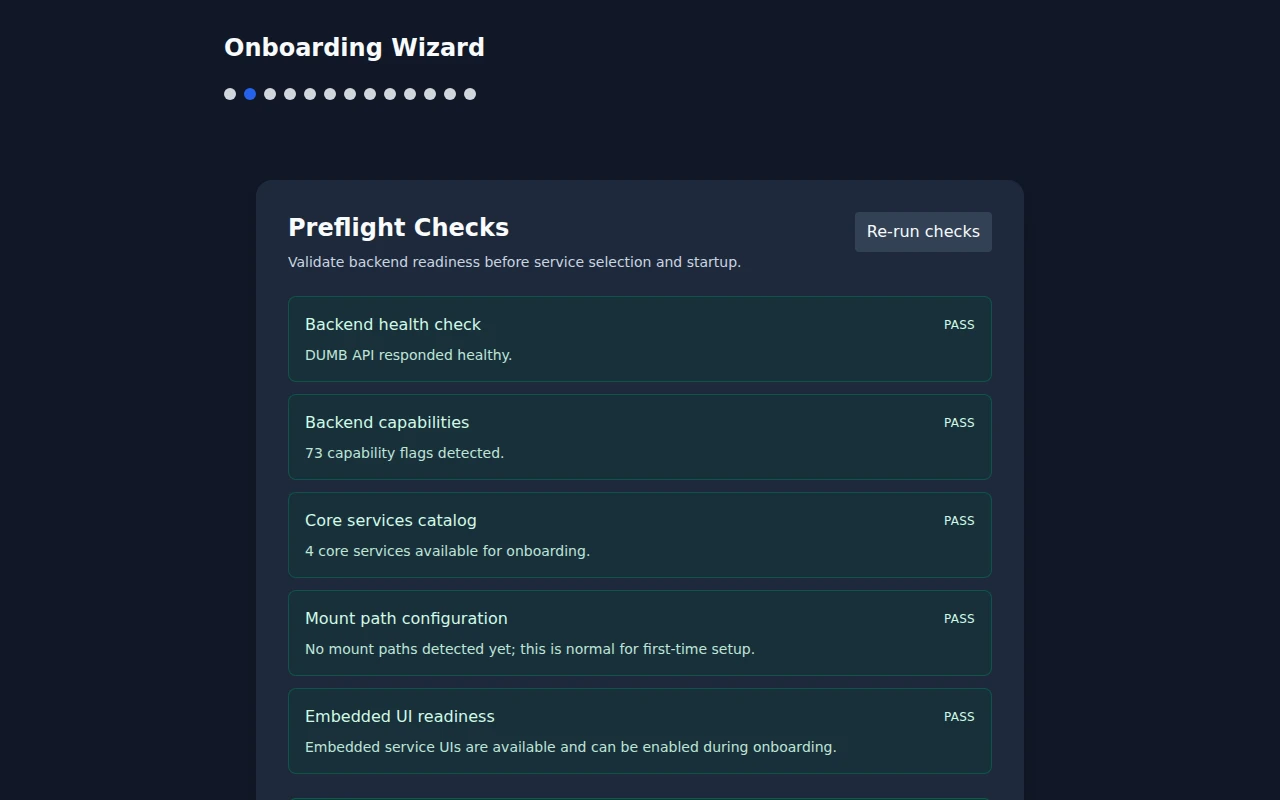 Onboarding Wizard
Preflight Checks
Re-run checks
Validate backend readiness before service selection and startup.
Backend health check
PASS
DUMB API responded healthy.
Backend capabilities
PASS
73 capability flags detected.
Core services catalog
PASS
4 core services available for onboarding.
Mount path configuration
PASS
No mount paths detected yet; this is normal for first-time setup.
Embedded UI readiness
PASS
Embedded service UIs are available and can be enabled during onboarding.